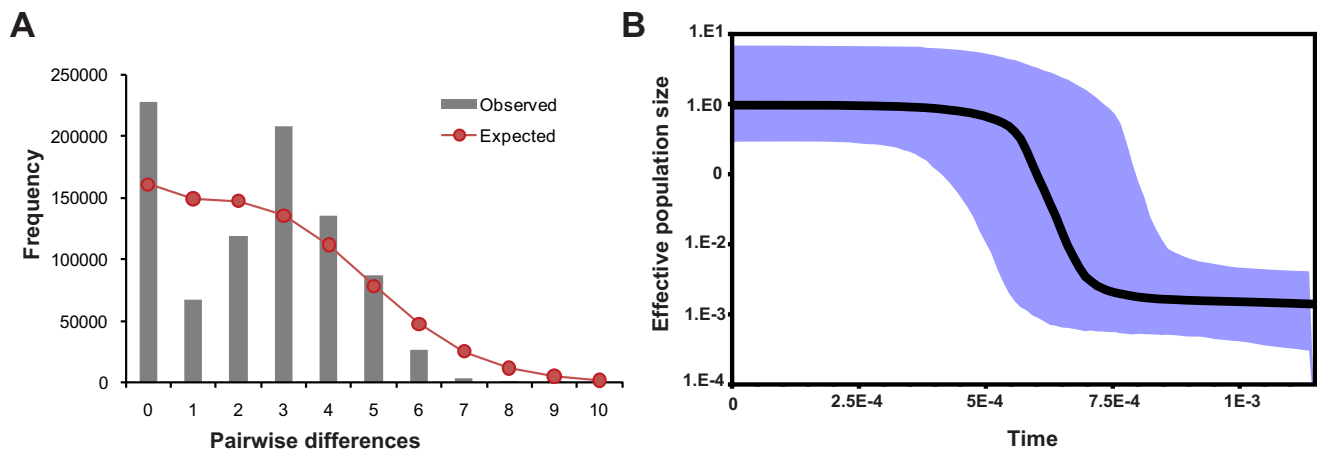 A
Frequency
250000
200000
150000
100000
50000
0
Observed
Expected
0 1 2 3 4 5 6 7 8 9 10
Pairwise differences
B
Effective population size
1.E1
1.E0
0
1.E-2
1.E-3
1.E-4
0 2.5E-4 5E-4 7.5E-4 1E-3
Time